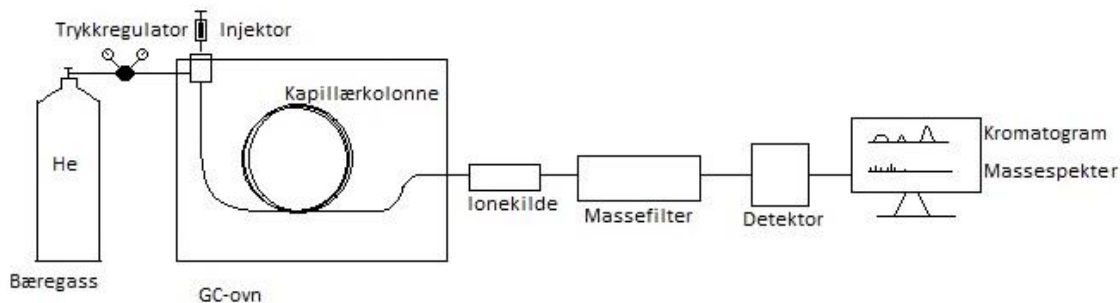 Trykkregulator
Injektor
Kapillærkolonne
He
Kromatogram
Massespekter
Ionekilde
Massefilter
Detektor
Bæregass
GC-ovn